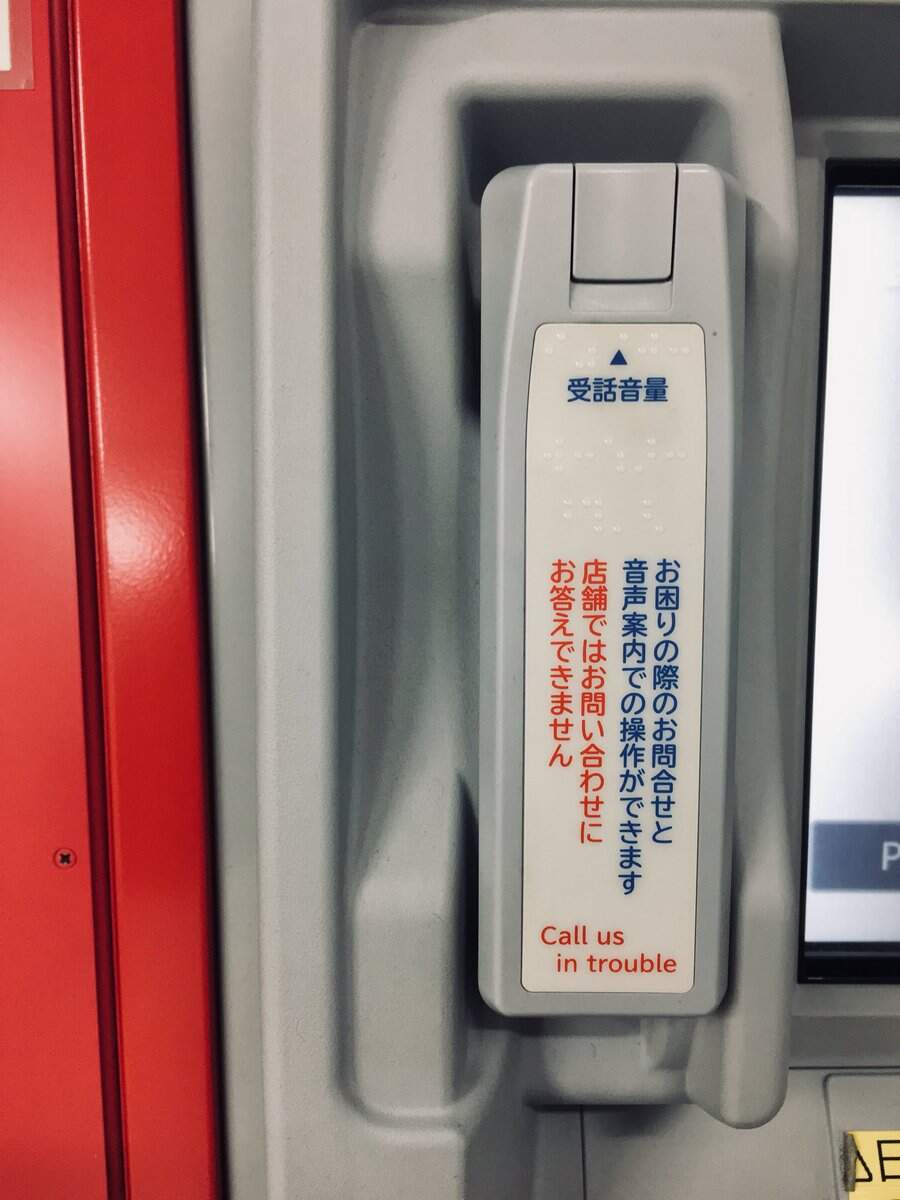 ▲
受話音量
お困りの際のお問合せと
音声案内での操作ができます
店舗ではお問い合わせに
お答えできません
Call us
in trouble
P
日